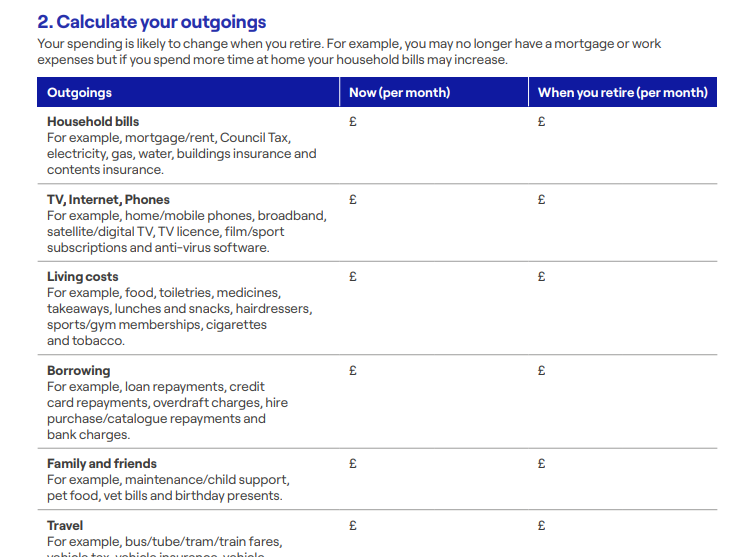 2. Calculate your outgoings
Your spending is likely to change when you retire. For example, you may no longer have a mortgage or work
expenses but if you spend more time at home your household bills may increase.
Outgoings Now (per month) When you retire (per month)
Household bills £ £
For example, mortgage/rent, Council Tax,
electricity, gas, water, buildings insurance and
contents insurance.
TV, Internet, Phones £ £
For example, home/mobile phones, broadband,
satellite/digital TV, TV licence, film/sport
subscriptions and anti-virus software.
Living costs £ £
For example, food, toiletries, medicines,
takeaways, lunches and snacks, hairdressers,
sports/gym memberships, cigarettes
and tobacco.
Borrowing £ £
For example, loan repayments, credit
card repayments, overdraft charges, hire
purchase/catalogue repayments and
bank charges.
Family and friends £ £
For example, maintenance/child support,
pet food, vet bills and birthday presents.
Travel £ £
For example, bus/tube/tram/train fares,
vehicle tax, vehicle insurance, vehicle